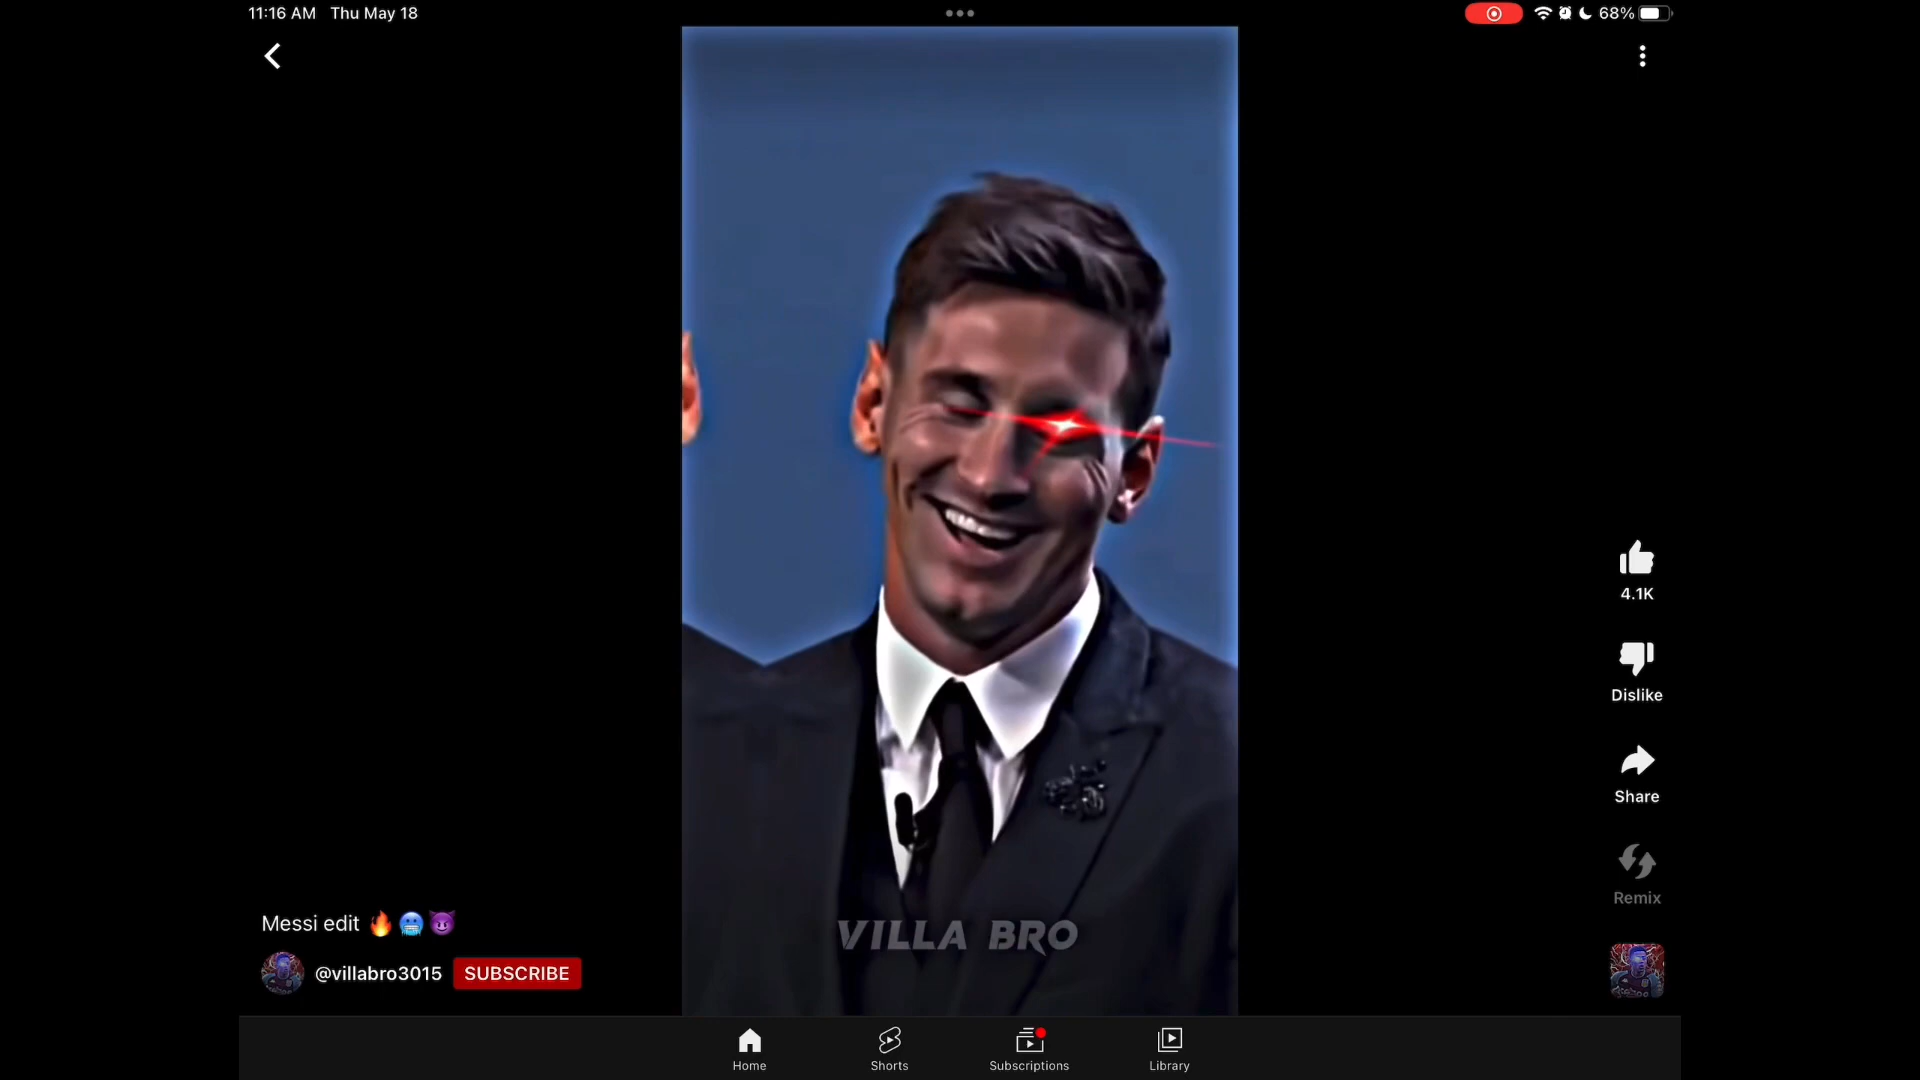 11:16 AM Thu May 18
68%
4.1K
Dislike
Share
Remix
VILLA BRO
Messi edit 🔥🥶😈
@villabro3015 SUBSCRIBE
Home Shorts Subscriptions Library